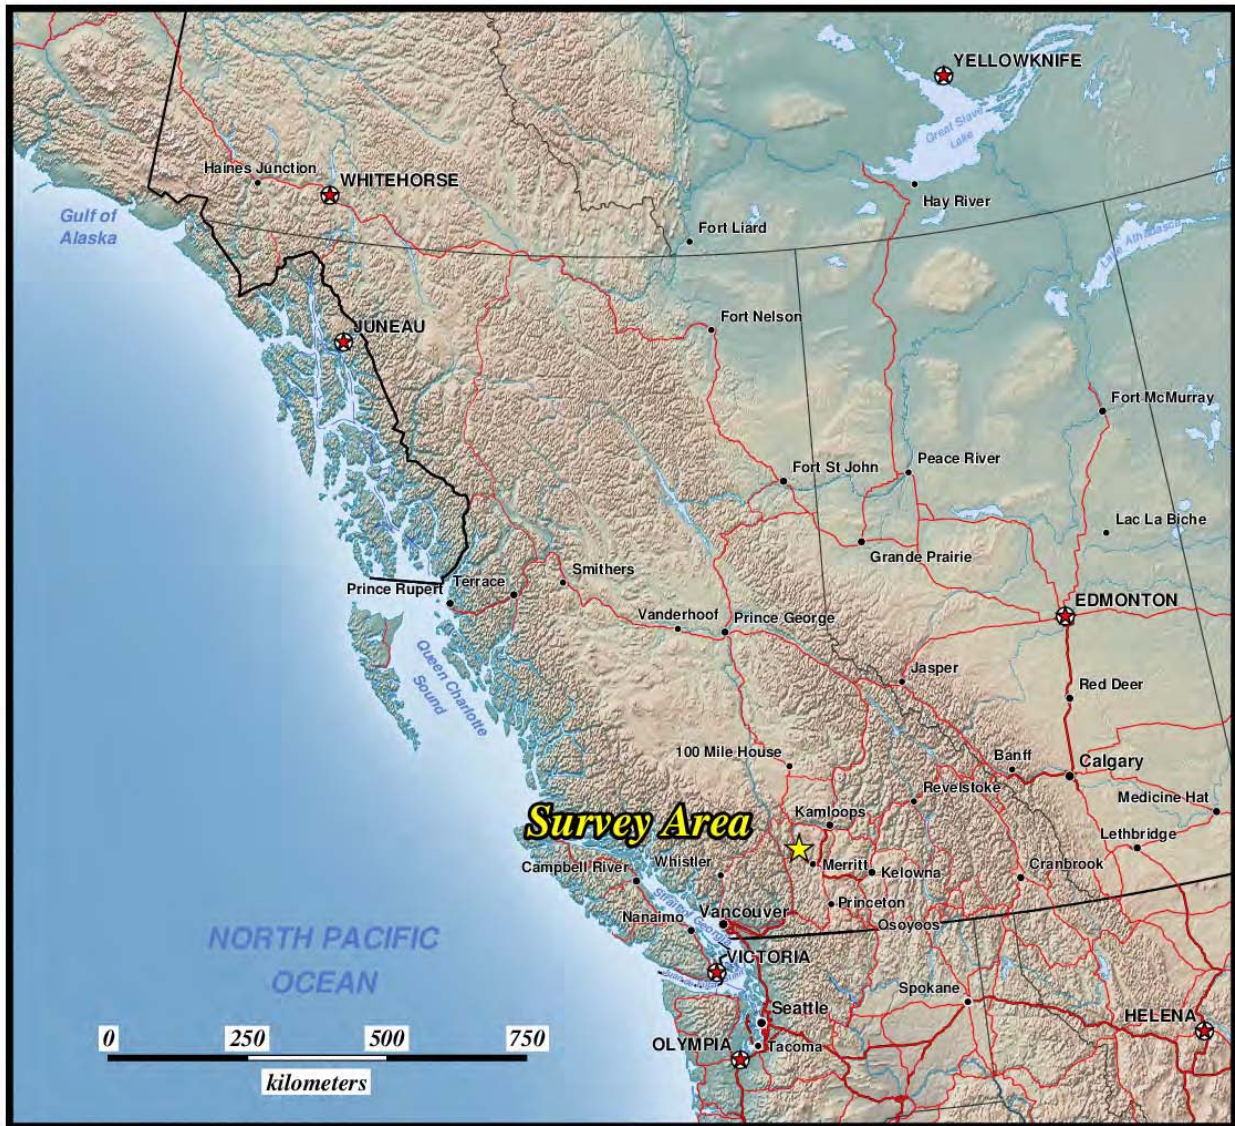 YELLOWKNIFE
Great Slave
Lake
Haines Junction
WHITEHORSE
Hay River
Gulf of
Alaska
Fort Liard
Lake Athabasca
Fort Nelson
JUNEAU
Fort McMurray
Fort St John
Peace River
Lac La Biche
Grande Prairie
Smithers
Terrace
Prince Rupert
EDMONTON
Vanderhoof
Prince George
Queen Charlotte
Sound
Jasper
Red Deer
100 Mile House
Banff
Calgary
Revelstoke
Medicine Hat
Survey Area
Kamloops
Lethbridge
Campbell River
Whistler
Merritt
Kelowna
Cranbrook
Strait of Georgia
Princeton
Nanaimo
Vancouver
Osoyoos
NORTH PACIFIC
OCEAN
VICTORIA
Spokane
Seattle
HELENA
0 250 500 750
OLYMPIA
Tacoma
kilometers